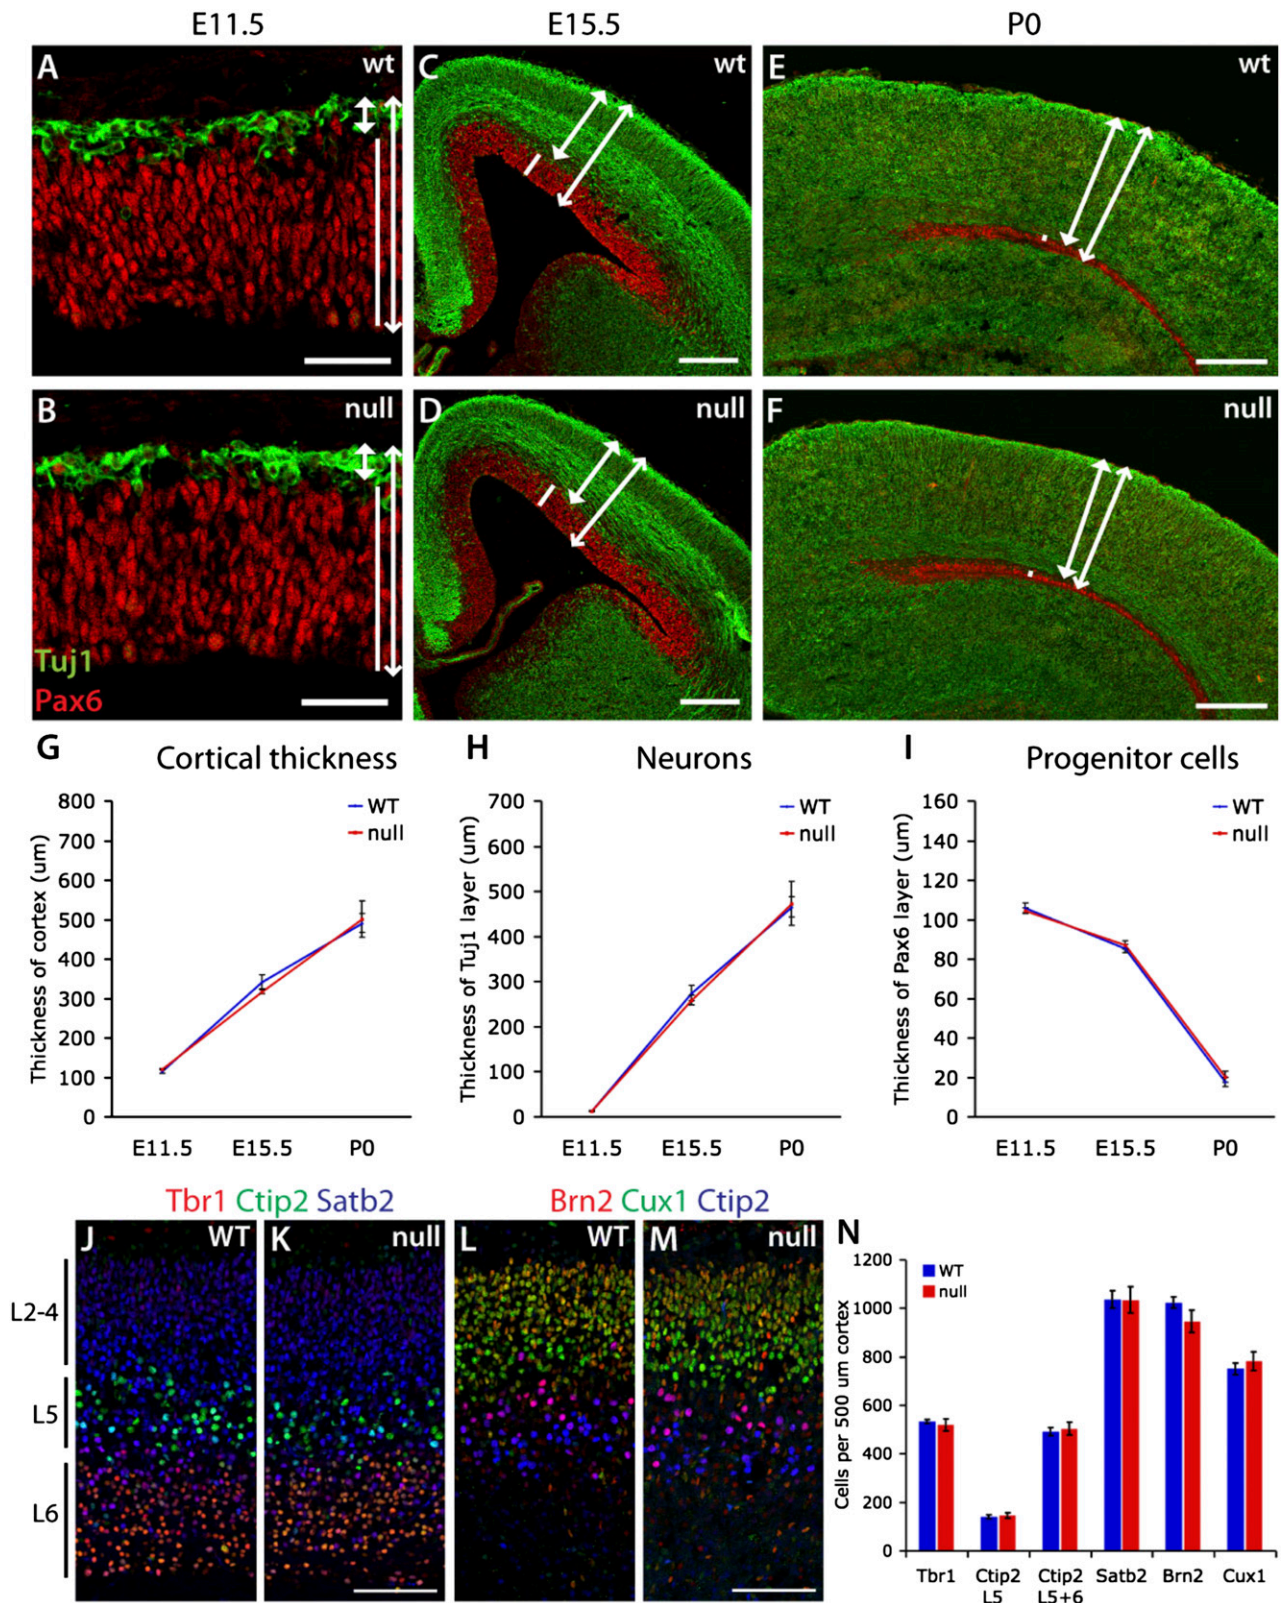 E11.5 E15.5 P0
A wt C wt E wt
B null D null F null
Tuj1
Pax6
G Cortical thickness H Neurons I Progenitor cells
Thickness of cortex (um)
800
700
600
500
400
300
200
100
0
WT
null
E11.5 E15.5 P0
Thickness of Tuj1 layer (um)
700
600
500
400
300
200
100
0
WT
null
E11.5 E15.5 P0
Thickness of Pax6 layer (um)
160
140
120
100
80
60
40
20
0
WT
null
E11.5 E15.5 P0
Tbr1 Ctip2 Satb2 Brn2 Cux1 Ctip2
J WT K null L WT M null N
L2-4
L5
L6
Cells per 500 um cortex
1200
1000
800
600
400
200
0
WT
null
Tbr1 Ctip2 Ctip2 Satb2 Brn2 Cux1
L5 L5+6